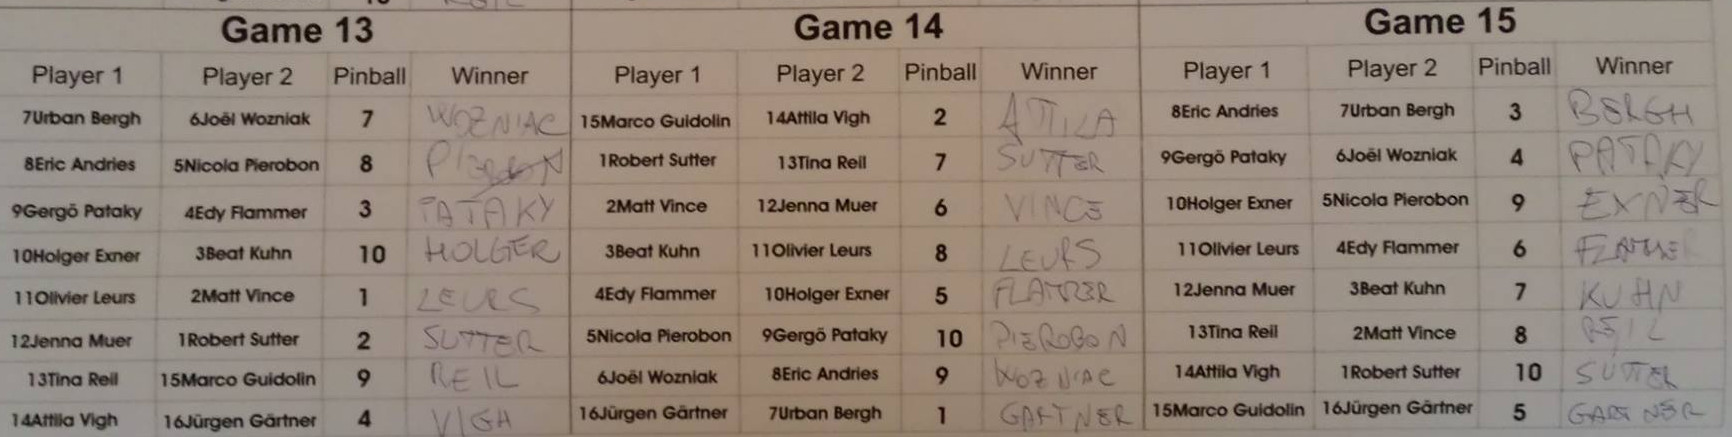 Game 13 Game 14 Game 15
Player 1 Player 2 Pinball Winner Player 1 Player 2 Pinball Winner Player 1 Player 2 Pinball Winner
7Urban Bergh 6Joël Wozniak 7 WOZNIAC 15Marco Guidolin 14Attila Vigh 2 ATTILA 8Eric Andries 7Urban Bergh 3 BERGH
8Eric Andries 5Nicola Pierobon 8 1Robert Sutter 13Tina Reil 7 SUTTER 9Gergö Pataky 6Joël Wozniak 4 PATAKY
9Gergö Pataky 4Edy Flammer 3 PATAKY 2Matt Vince 12Jenna Muer 6 VINCE 10Holger Exner 5Nicola Pierobon 9 EXNER
10Holger Exner 3Beat Kuhn 10 HOLGER 3Beat Kuhn 11Olivier Leurs 8 LEURS 11Olivier Leurs 4Edy Flammer 6
11Olivier Leurs 2Matt Vince 1 LEURS 4Edy Flammer 10Holger Exner 5 12Jenna Muer 3Beat Kuhn 7 KUHN
12Jenna Muer 1Robert Sutter 2 SUTTER 5Nicola Pierobon 9Gergö Pataky 10 PIEROBON 13Tina Reil 2Matt Vince 8 REIL
13Tina Reil 15Marco Guidolin 9 REIL 6Joël Wozniak 8Eric Andries 9 WOZNIAC 14Attila Vigh 1Robert Sutter 10 SUTTER
14Attila Vigh 16Jürgen Gärtner 4 VIGH 16Jürgen Gärtner 7Urban Bergh 1 GARTNER 15Marco Guidolin 16Jürgen Gärtner 5 GARTNER